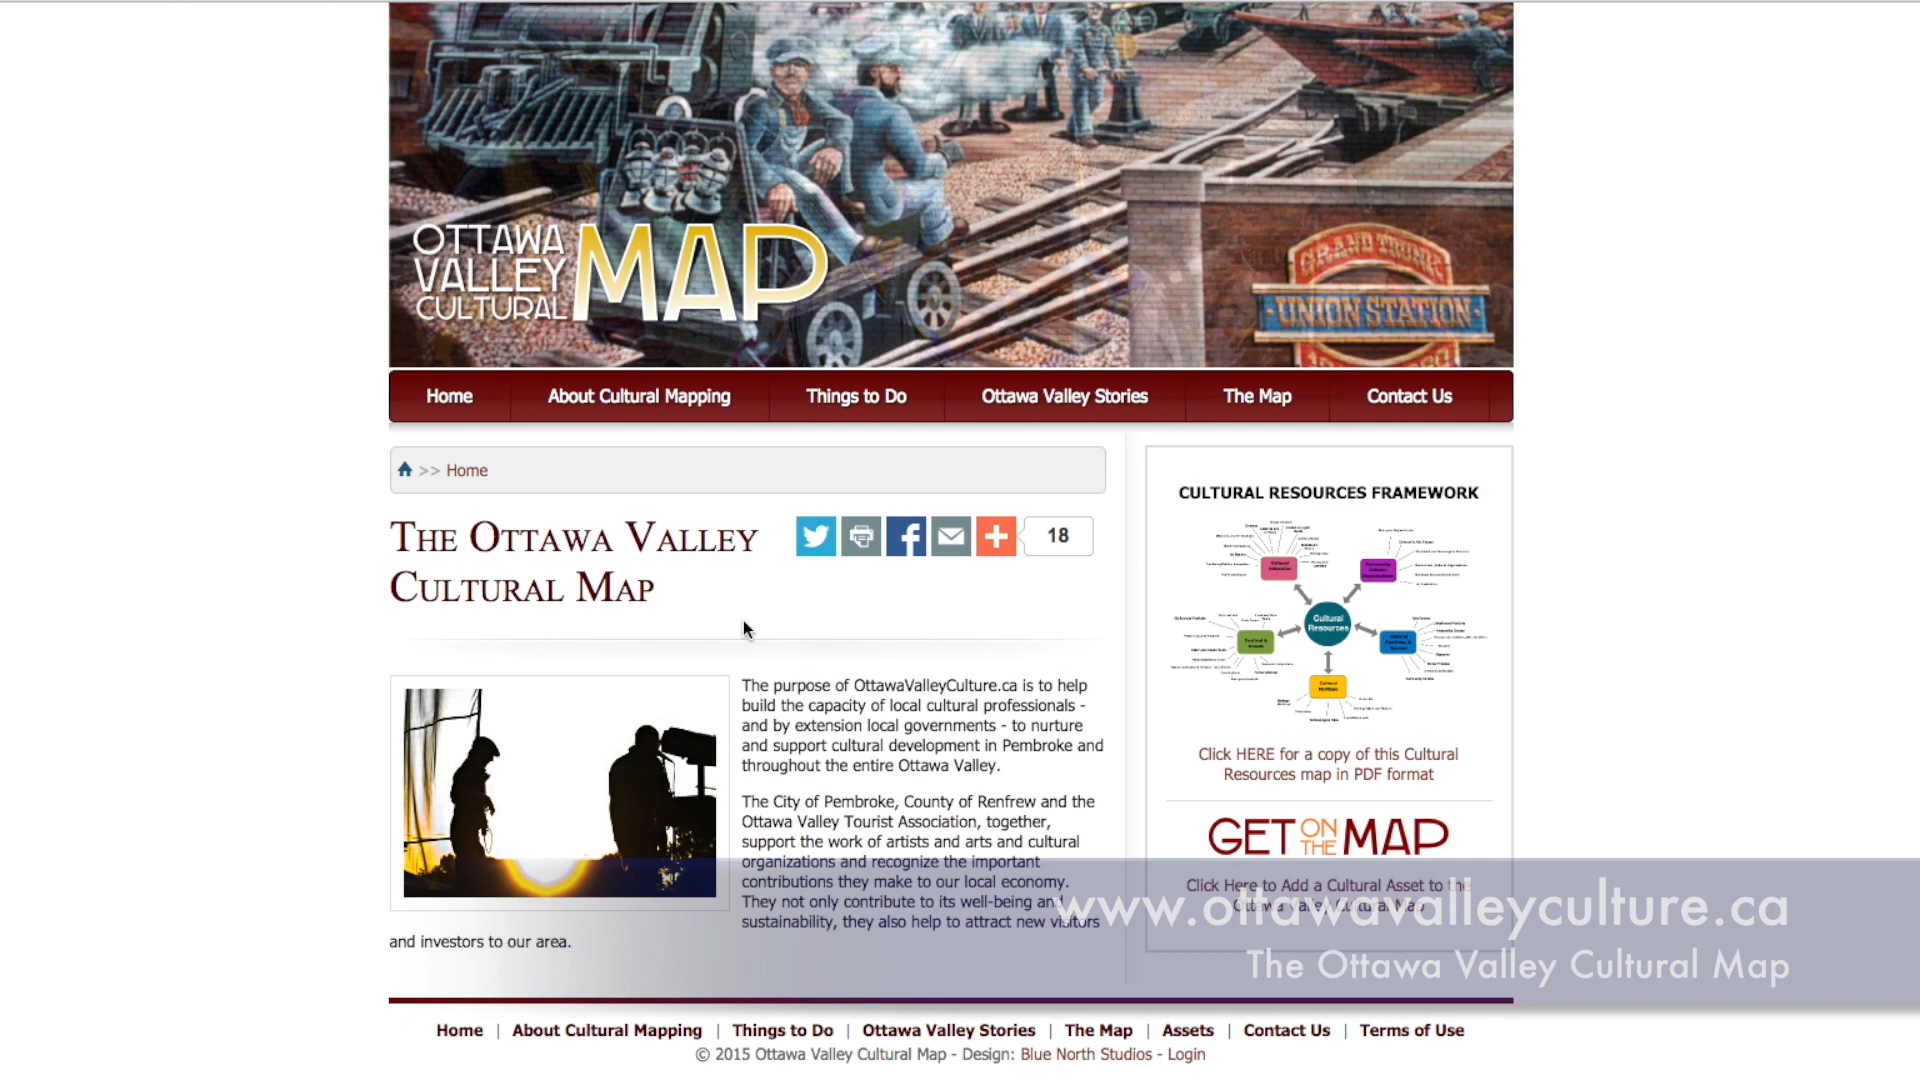 OTTAWA
VALLEY
CULTURAL
MAP
GRAND TRUNK
UNION STATION
Home
About Cultural Mapping
Things to Do
Ottawa Valley Stories
The Map
Contact Us
>> Home
THE OTTAWA VALLEY
CULTURAL MAP
18
The purpose of OttawaValleyCulture.ca is to help
build the capacity of local cultural professionals -
and by extension local governments - to nurture
and support cultural development in Pembroke and
throughout the entire Ottawa Valley.
The City of Pembroke, County of Renfrew and the
Ottawa Valley Tourist Association, together,
support the work of artists and arts and cultural
organizations and recognize the important
contributions they make to our local economy.
They not only contribute to its well-being and
sustainability, they also help to attract new visitors
and investors to our area.
CULTURAL RESOURCES FRAMEWORK
Cultural
Resources
Click HERE for a copy of this Cultural
Resources map in PDF format
GET ON THE MAP
Click Here to Add a Cultural Asset to the
Ottawa Valley Cultural Map
www.ottawavalleyculture.ca
The Ottawa Valley Cultural Map
Home | About Cultural Mapping | Things to Do | Ottawa Valley Stories | The Map | Assets | Contact Us | Terms of Use
© 2015 Ottawa Valley Cultural Map - Design: Blue North Studios - Login